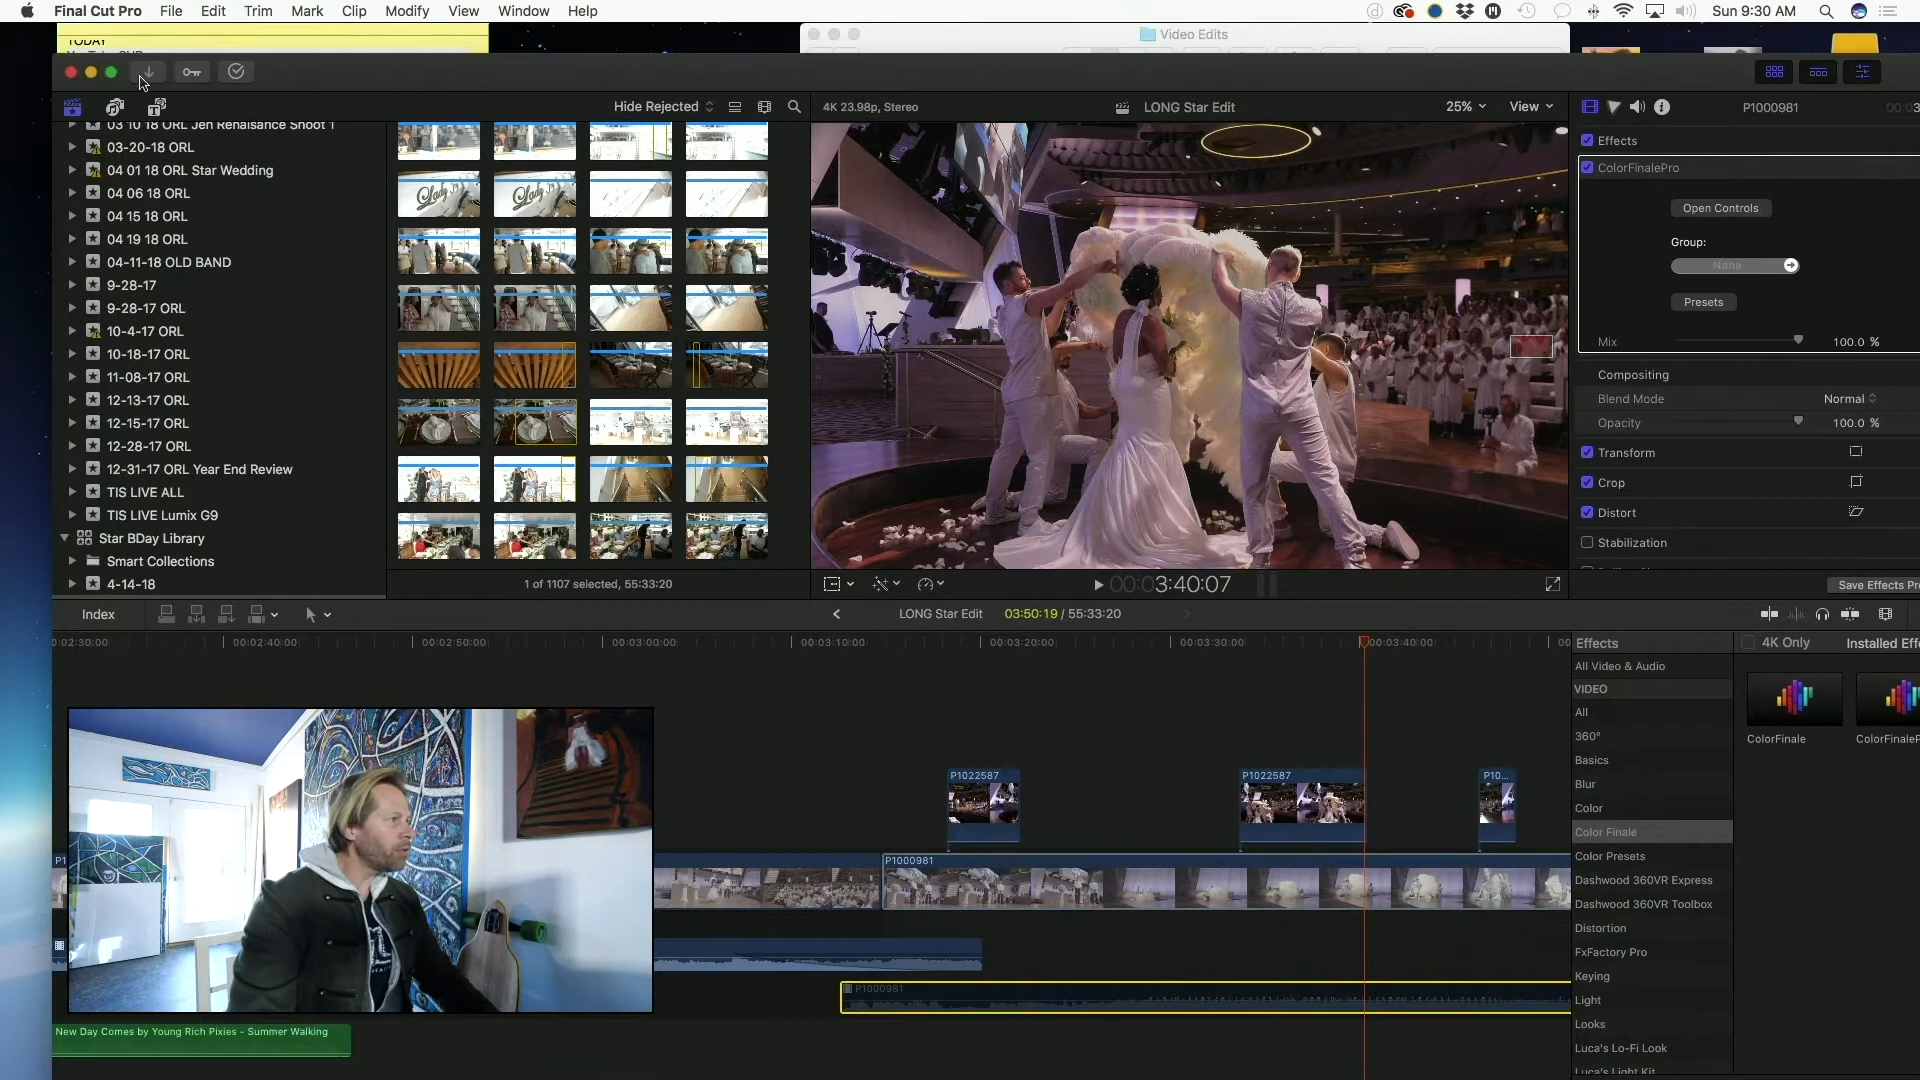 Final Cut Pro File Edit Trim Mark Clip Modify View Window Help Sun 9:30 AM
TODAY
Video Edits
Hide Rejected
4K 23.98p, Stereo LONG Star Edit 25% View
P1000981
03 10 18 ORL Jen Renaisance Shoot 1
03-20-18 ORL
04 01 18 ORL Star Wedding
04 06 18 ORL
04 15 18 ORL
04 19 18 ORL
04-11-18 OLD BAND
9-28-17
9-28-17 ORL
10-4-17 ORL
10-18-17 ORL
11-08-17 ORL
12-13-17 ORL
12-15-17 ORL
12-28-17 ORL
12-31-17 ORL Year End Review
TIS LIVE ALL
TIS LIVE Lumix G9
Star BDay Library
Smart Collections
4-14-18
1 of 1107 selected, 55:33:20
00:03:40:07
Effects
ColorFinalePro
Open Controls
Group:
None
Presets
Mix 100.0 %
Compositing
Blend Mode Normal
Opacity 100.0 %
Transform
Crop
Distort
Stabilization
Save Effects Pr
Index
LONG Star Edit 03:50:19 / 55:33:20
0:02:30:00 00:02:40:00 00:02:50:00 00:03:00:00 00:03:10:00 00:03:20:00 00:03:30:00 00:03:40:00
P1022587 P1022587 P10...
P1000981
P1000981
New Day Comes by Young Rich Pixies - Summer Walking
Effects
4K Only
Installed Eff
All Video & Audio
VIDEO
All
360°
Basics
Blur
Color
Color Finale
Color Presets
Dashwood 360VR Express
Dashwood 360VR Toolbox
Distortion
FxFactory Pro
Keying
Light
Looks
Luca's Lo-Fi Look
Luca's Light Kit
ColorFinale ColorFinaleP